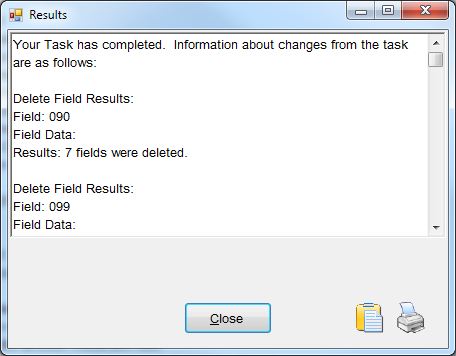 Results
Your Task has completed.  Information about changes from the task
are as follows:
Delete Field Results:
Field: 090
Field Data:
Results: 7 fields were deleted.
Delete Field Results:
Field: 099
Field Data:
Close